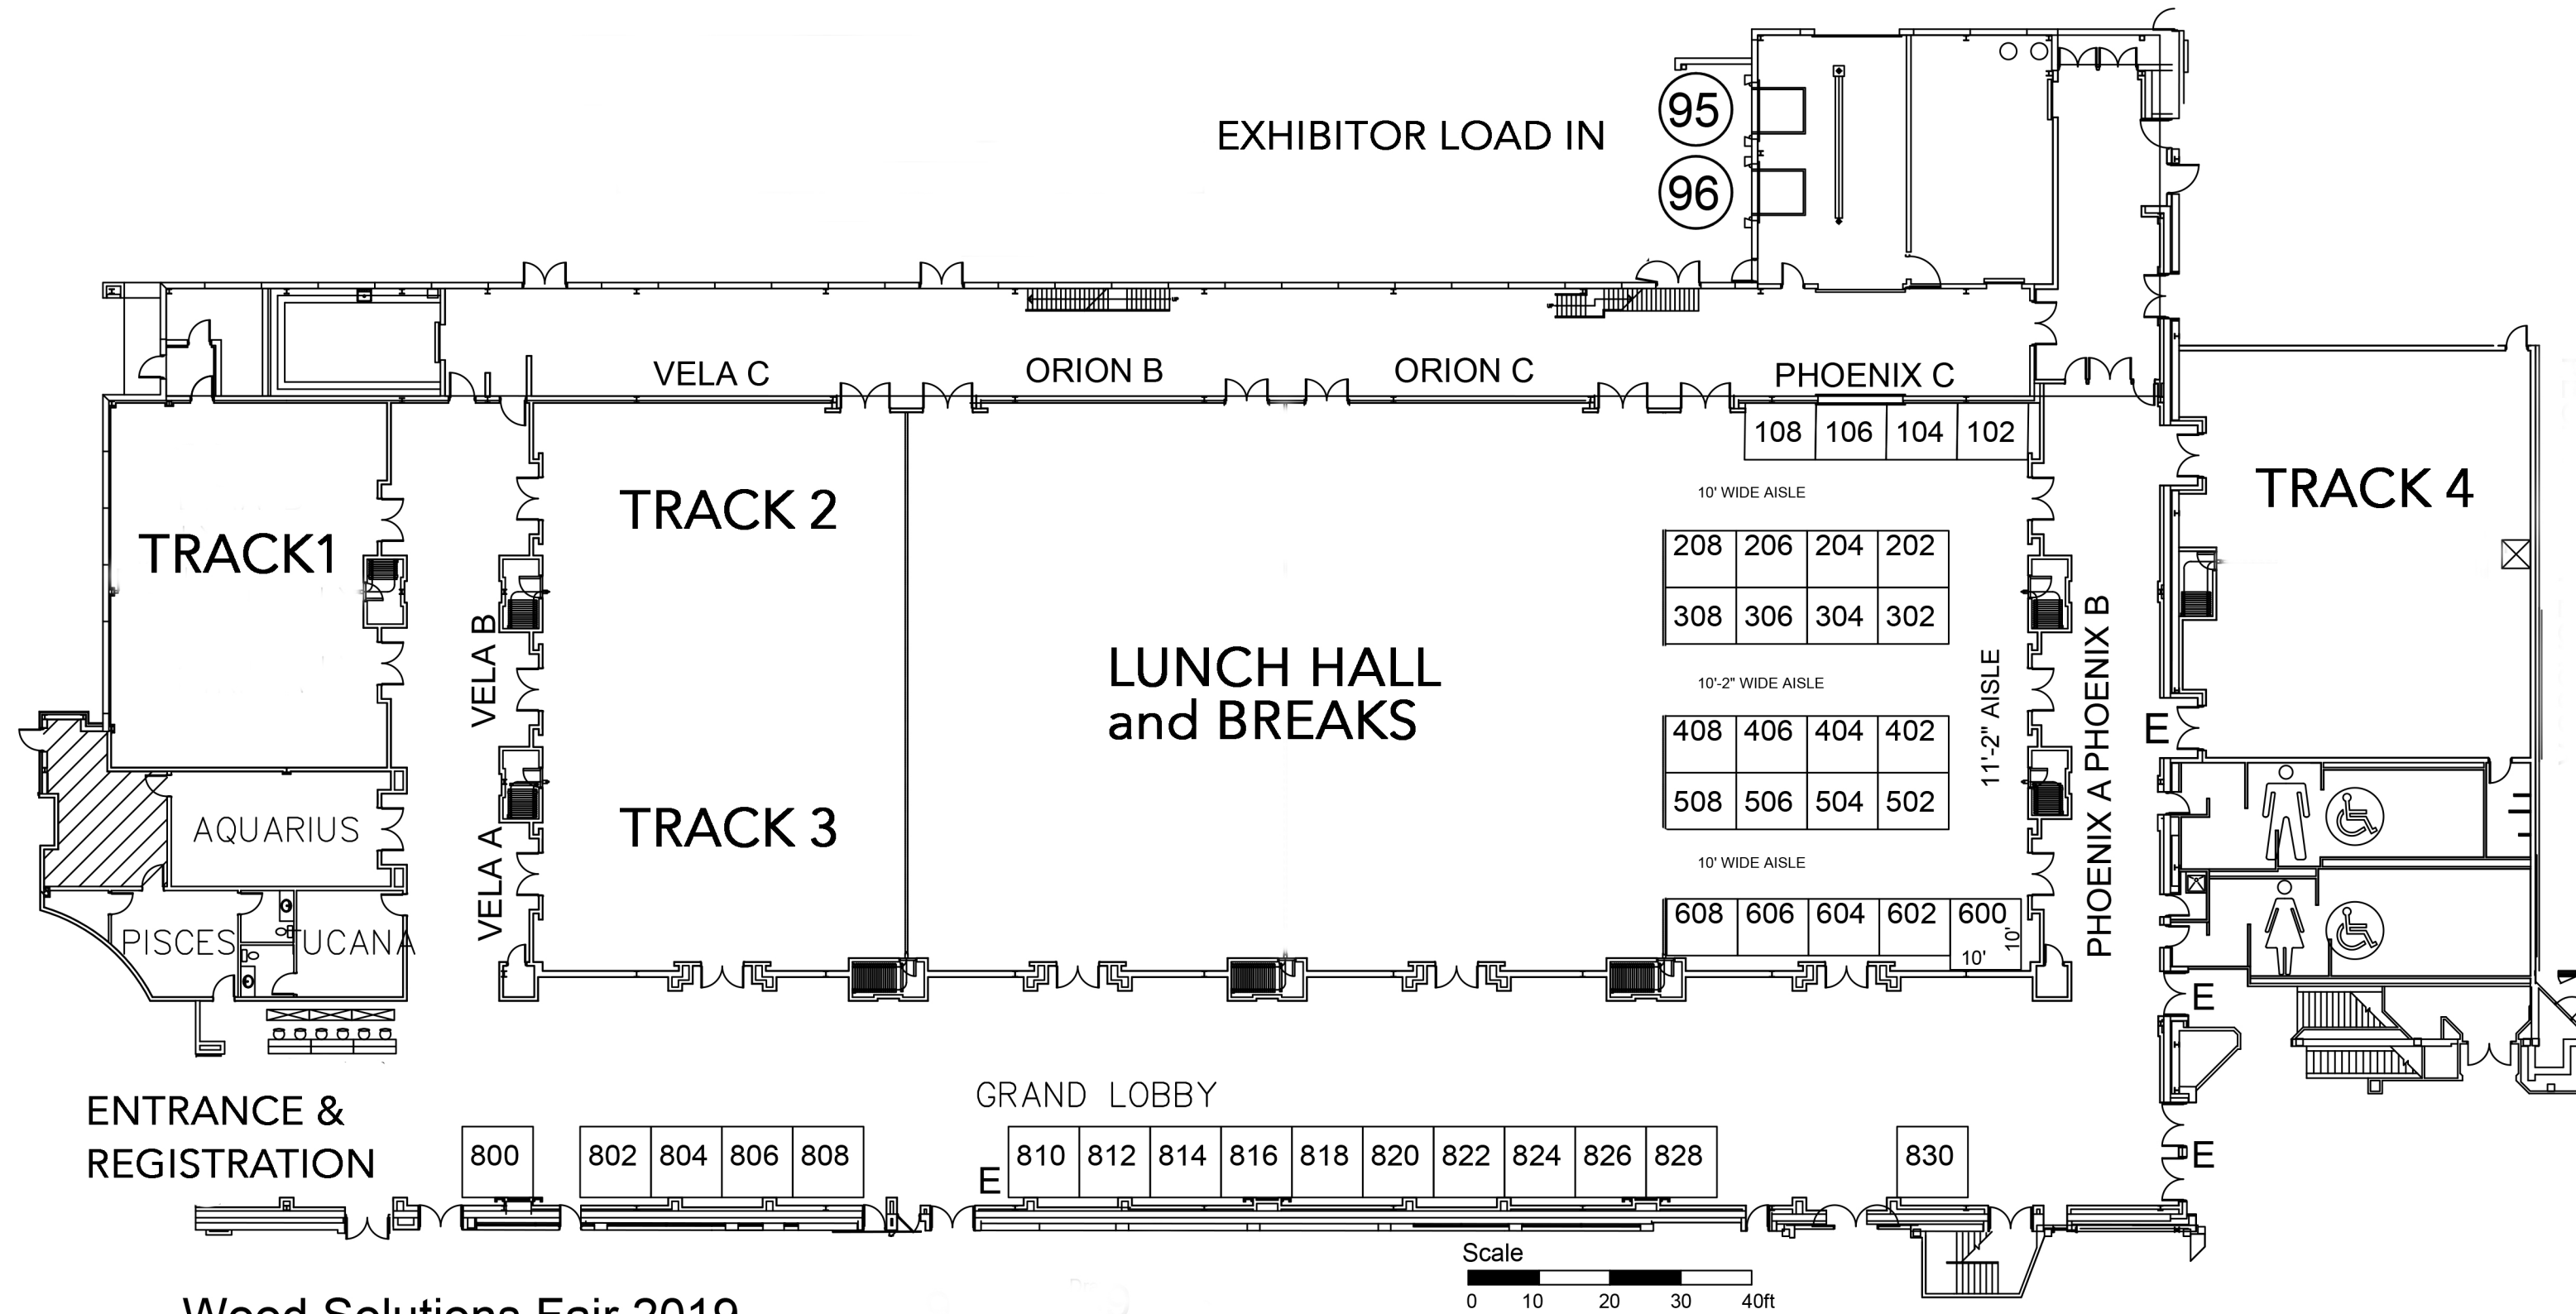 95
EXHIBITOR LOAD IN
96
VELA C
ORION B
ORION C
PHOENIX C
108 106 104 102
TRACK 2
10' WIDE AISLE
TRACK 4
TRACK1
208 206 204 202
308 306 304 302
VELA B
LUNCH HALL
and BREAKS
10'-2" WIDE AISLE
11'-2" AISLE
PHOENIX A PHOENIX B
E
408 406 404 402
508 506 504 502
AQUARIUS
TRACK 3
VELA A
10' WIDE AISLE
608 606 604 602 600
10'
10'
PISCES
TUCANA
E
GRAND LOBBY
ENTRANCE &
REGISTRATION
800 802 804 806 808
E
810 812 814 816 818 820 822 824 826 828
830
E
Scale
0 10 20 30 40ft
Wood Solutions Fair 2019